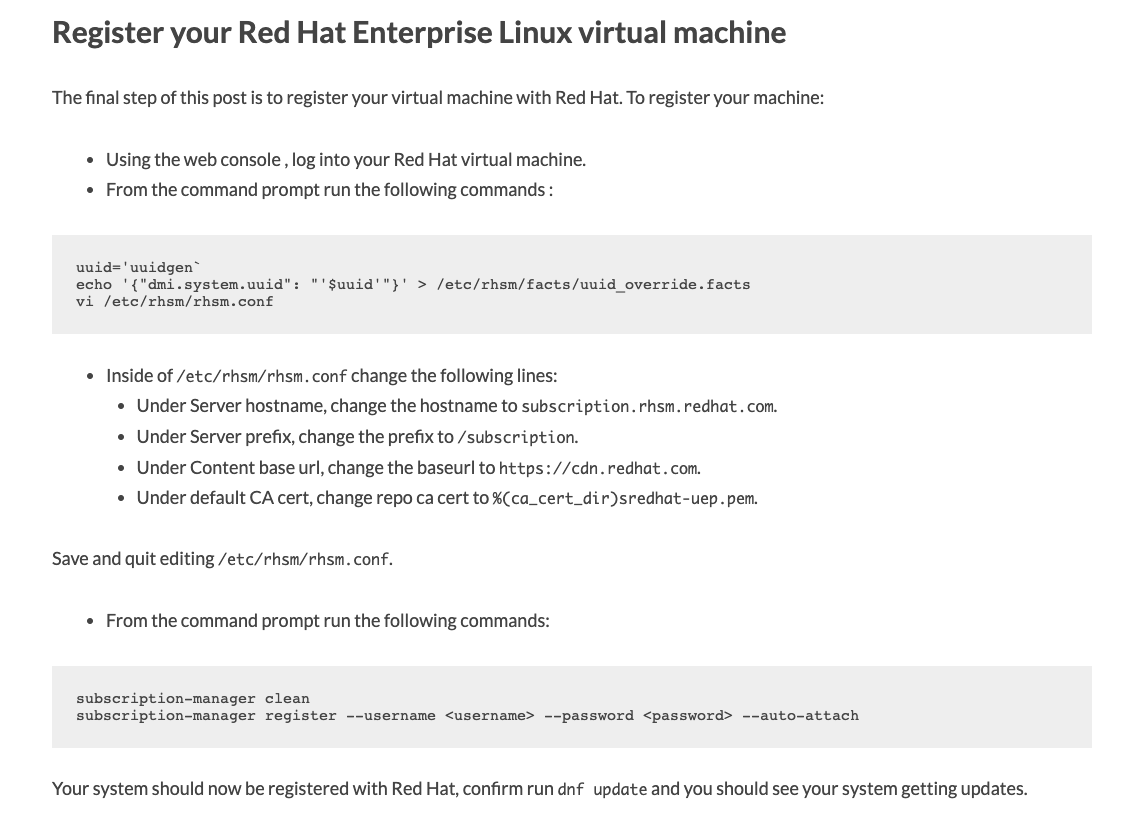 Register your Red Hat Enterprise Linux virtual machine
The final step of this post is to register your virtual machine with Red Hat. To register your machine:
• Using the web console , log into your Red Hat virtual machine.
• From the command prompt run the following commands :
uuid='uuidgen`
echo '{"dmi.system.uuid": "'$uuid'"}' > /etc/rhsm/facts/uuid_override.facts
vi /etc/rhsm/rhsm.conf
• Inside of /etc/rhsm/rhsm.conf change the following lines:
• Under Server hostname, change the hostname to subscription.rhsm.redhat.com.
• Under Server prefix, change the prefix to /subscription.
• Under Content base url, change the baseurl to https://cdn.redhat.com.
• Under default CA cert, change repo ca cert to %(ca_cert_dir)sredhat-uep.pem.
Save and quit editing /etc/rhsm/rhsm.conf.
• From the command prompt run the following commands:
subscription-manager clean
subscription-manager register --username <username> --password <password> --auto-attach
Your system should now be registered with Red Hat, confirm run dnf update and you should see your system getting updates.